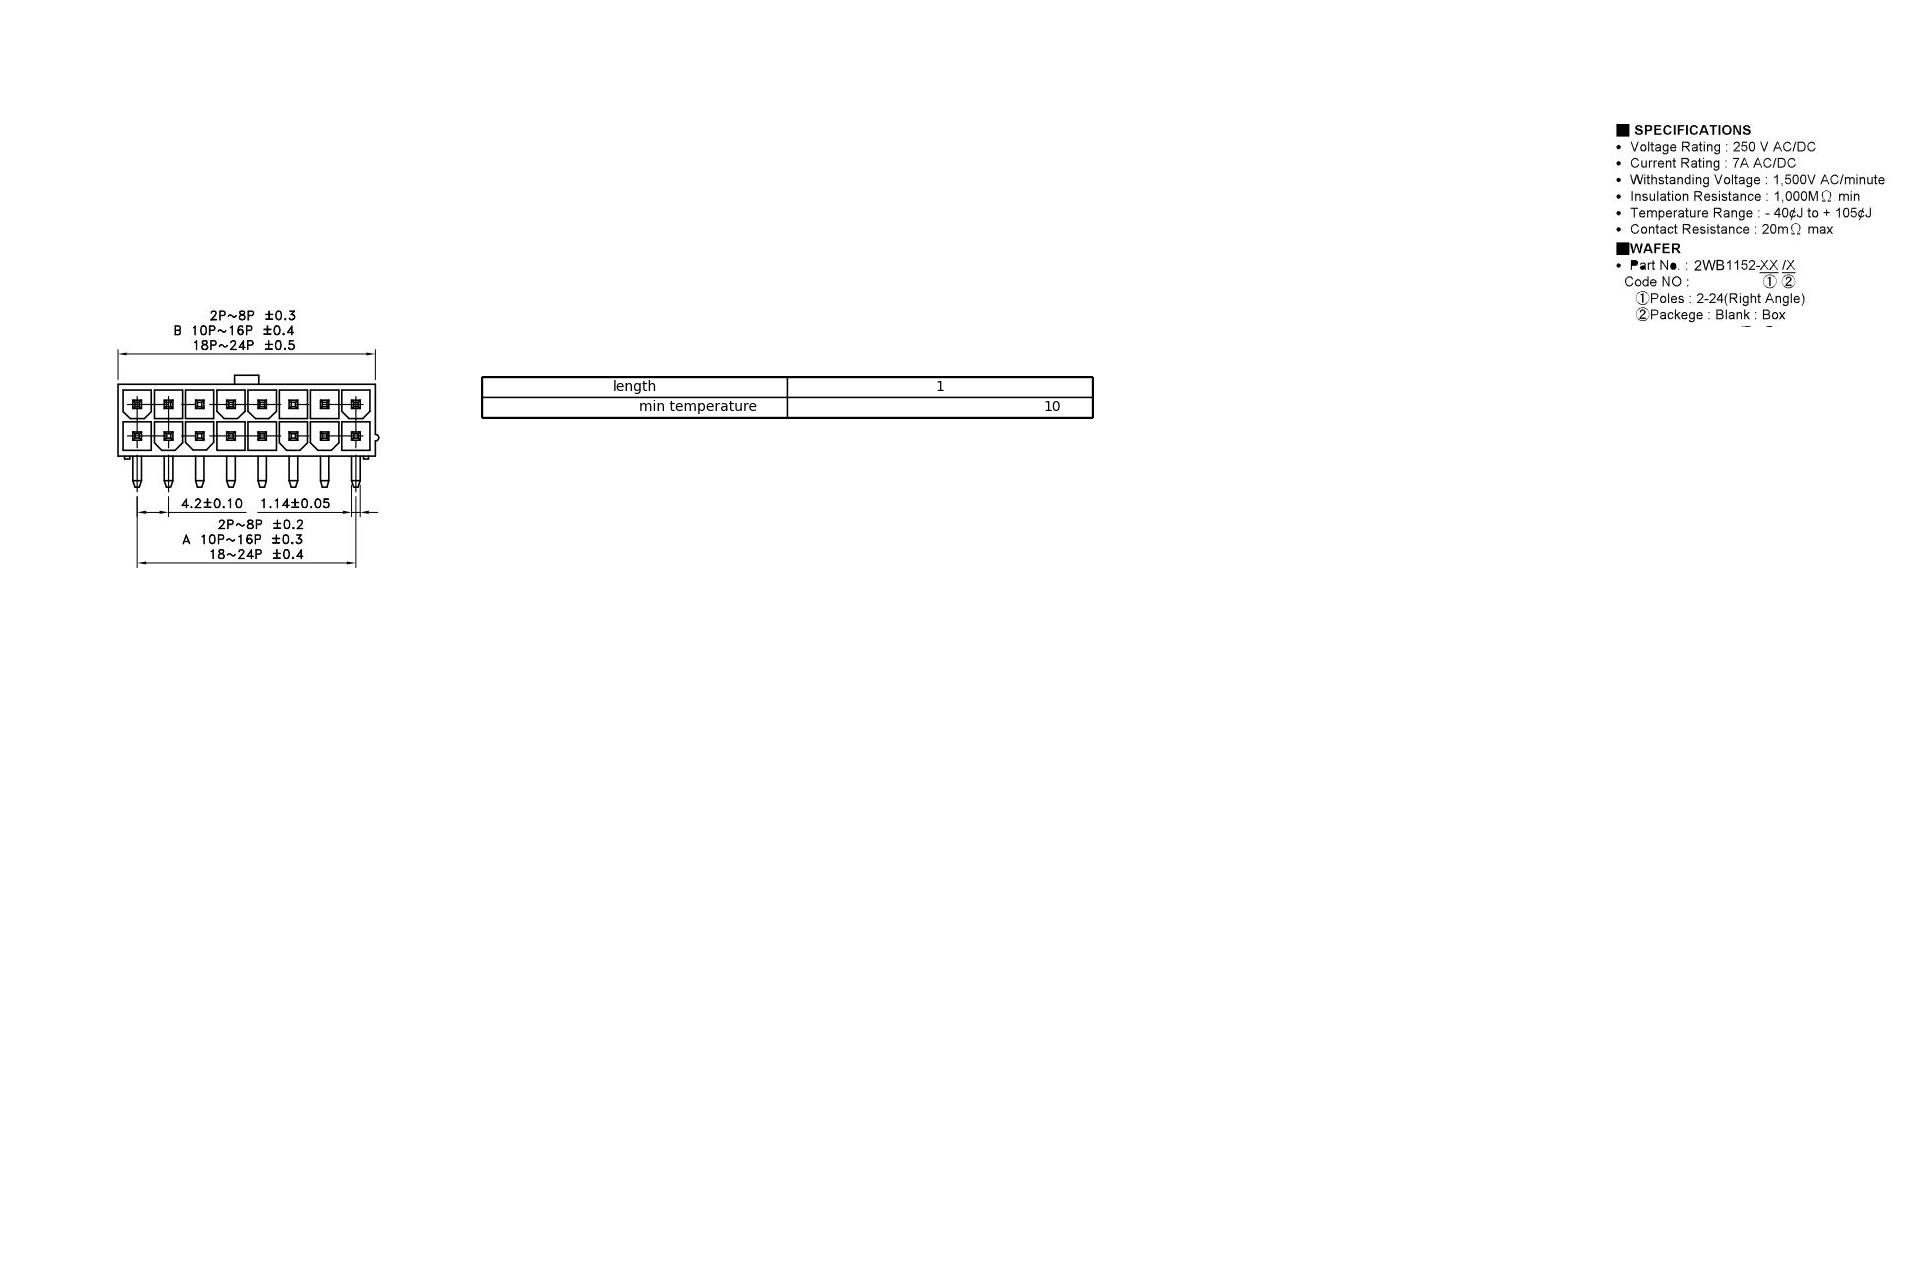 2P~8P ±0.3
B 10P~16P ±0.4
18P~24P ±0.5
4.2±0.10 1.14±0.05
2P~8P ±0.2
A 10P~16P ±0.3
18~24P ±0.4
length 1
min temperature 10
■ SPECIFICATIONS
• Voltage Rating : 250 V AC/DC
• Current Rating : 7A AC/DC
• Withstanding Voltage : 1,500V AC/minute
• Insulation Resistance : 1,000MΩ min
• Temperature Range : - 40¢J to + 105¢J
• Contact Resistance : 20mΩ max
■WAFER
• Part No. : 2WB1152-XX /X
Code NO : ① ②
①Poles : 2-24(Right Angle)
②Packege : Blank : Box